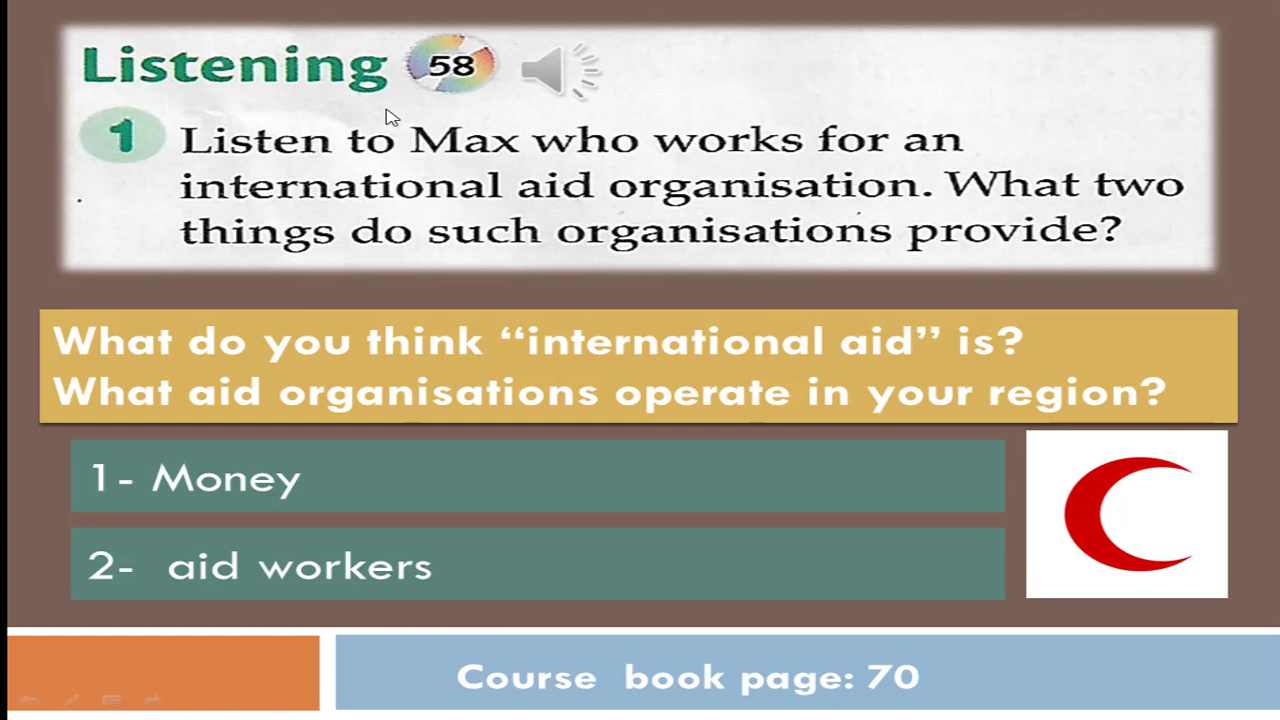 Listening 58
1 Listen to Max who works for an
international aid organisation. What two
things do such organisations provide?
What do you think “international aid” is?
What aid organisations operate in your region?
1- Money
2- aid workers
Course book page: 70